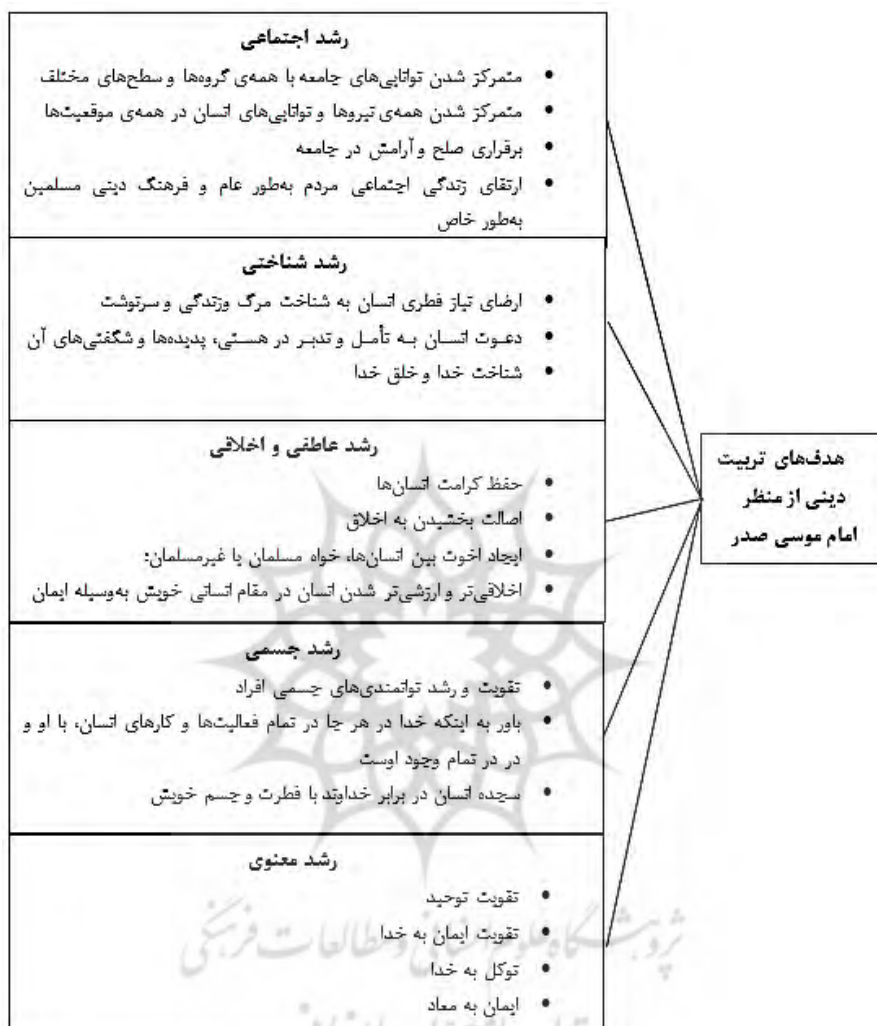 رشد اجتماعی
• متمرکز شدن توانایی‌های جامعه با همه‌ی گروه‌ها و سطح‌های مختلف
• متمرکز شدن همه‌ی نیروها و توانایی‌های انسان در همه‌ی موقعیت‌ها
• برقراری صلح و آرامش در جامعه
• ارتقای زندگی اجتماعی مردم به‌طور عام و فرهنگ دینی مسلمین
به‌طور خاص
رشد شناختی
• ارضای نیاز فطری انسان به شناخت مرگ وزندگی و سرنوشت
• دعوت انسان به تأمل و تدبر در هستی، پدیده‌ها و شگفتی‌های آن
• شناخت خدا و خلق خدا
رشد عاطفی و اخلاقی
• حفظ کرامت انسان‌ها
• اصالت بخشیدن به اخلاق
• ایجاد اخوت بین انسان‌ها، خواه مسلمان یا غیرمسلمان:
• اخلاقی‌تر و ارزشی‌تر شدن انسان در مقام انسانی خویش به‌وسیله ایمان
رشد جسمی
• تقویت و رشد توانمندی‌های جسمی افراد
• باور به اینکه خدا در هر جا در تمام فعالیت‌ها و کارهای انسان، با او و
در در تمام وجود اوست
• سجده انسان در برابر خداوند با فطرت و جسم خویش
رشد معنوی
• تقویت توحید
• تقویت ایمان به خدا
• توکل به خدا
• ایمان به معاد
هدف‌های تربیت
دینی از منظر
امام موسی صدر
پژوهشگاه علوم انسانی و مطالعات فرهنگی